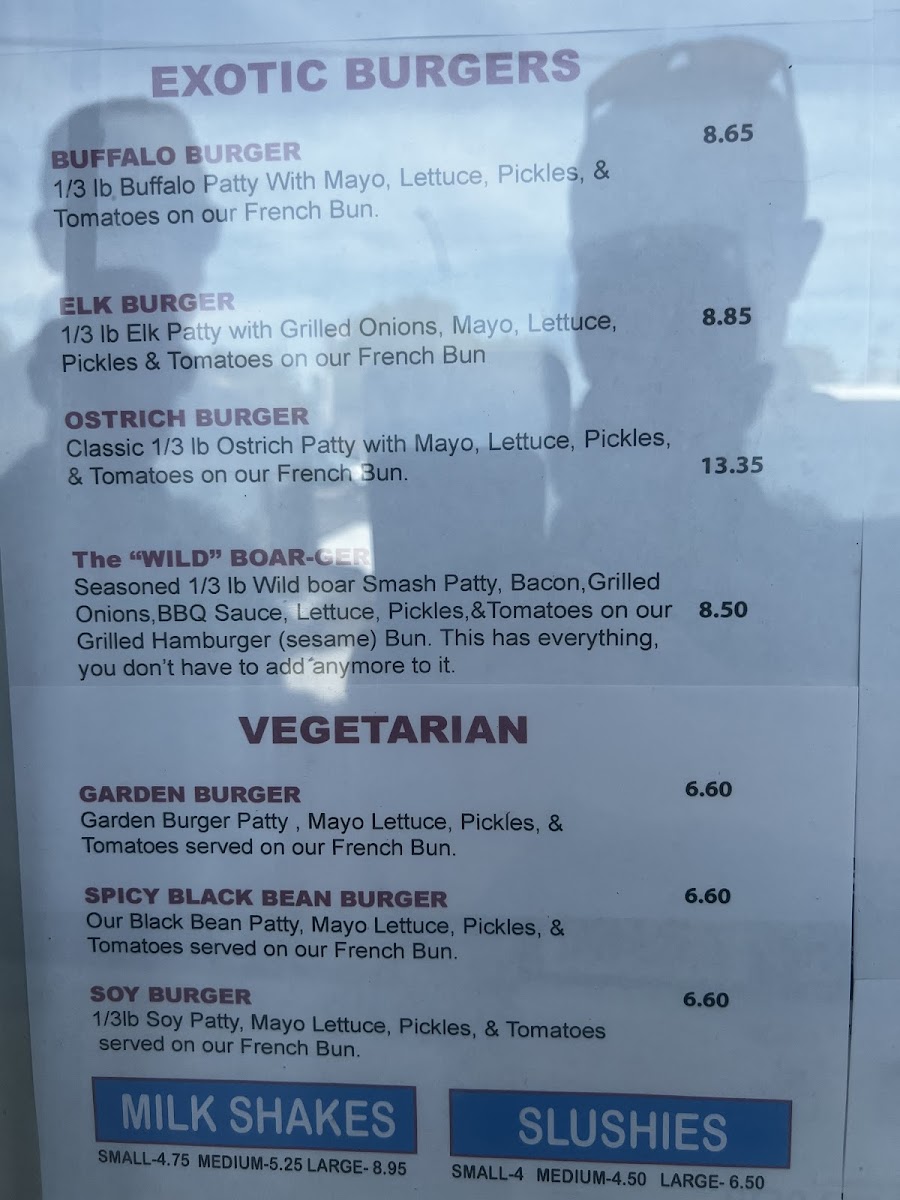 EXOTIC BURGERS
BUFFALO BURGER 8.65
1/3 lb Buffalo Patty With Mayo, Lettuce, Pickles, &
Tomatoes on our French Bun.
ELK BURGER
1/3 lb Elk Patty with Grilled Onions, Mayo, Lettuce, 8.85
Pickles & Tomatoes on our French Bun
OSTRICH BURGER
Classic 1/3 lb Ostrich Patty with Mayo, Lettuce, Pickles,
& Tomatoes on our French Bun. 13.35
The “WILD” BOAR-GER
Seasoned 1/3 lb Wild boar Smash Patty, Bacon,Grilled
Onions,BBQ Sauce, Lettuce, Pickles,&Tomatoes on our 8.50
Grilled Hamburger (sesame) Bun. This has everything,
you don’t have to add anymore to it.
VEGETARIAN
GARDEN BURGER 6.60
Garden Burger Patty , Mayo Lettuce, Pickles, &
Tomatoes served on our French Bun.
SPICY BLACK BEAN BURGER 6.60
Our Black Bean Patty, Mayo Lettuce, Pickles, &
Tomatoes served on our French Bun.
SOY BURGER 6.60
1/3lb Soy Patty, Mayo Lettuce, Pickles, & Tomatoes
served on our French Bun.
MILK SHAKES
SMALL-4.75 MEDIUM-5.25 LARGE- 8.95
SLUSHIES
SMALL-4 MEDIUM-4.50 LARGE- 6.50